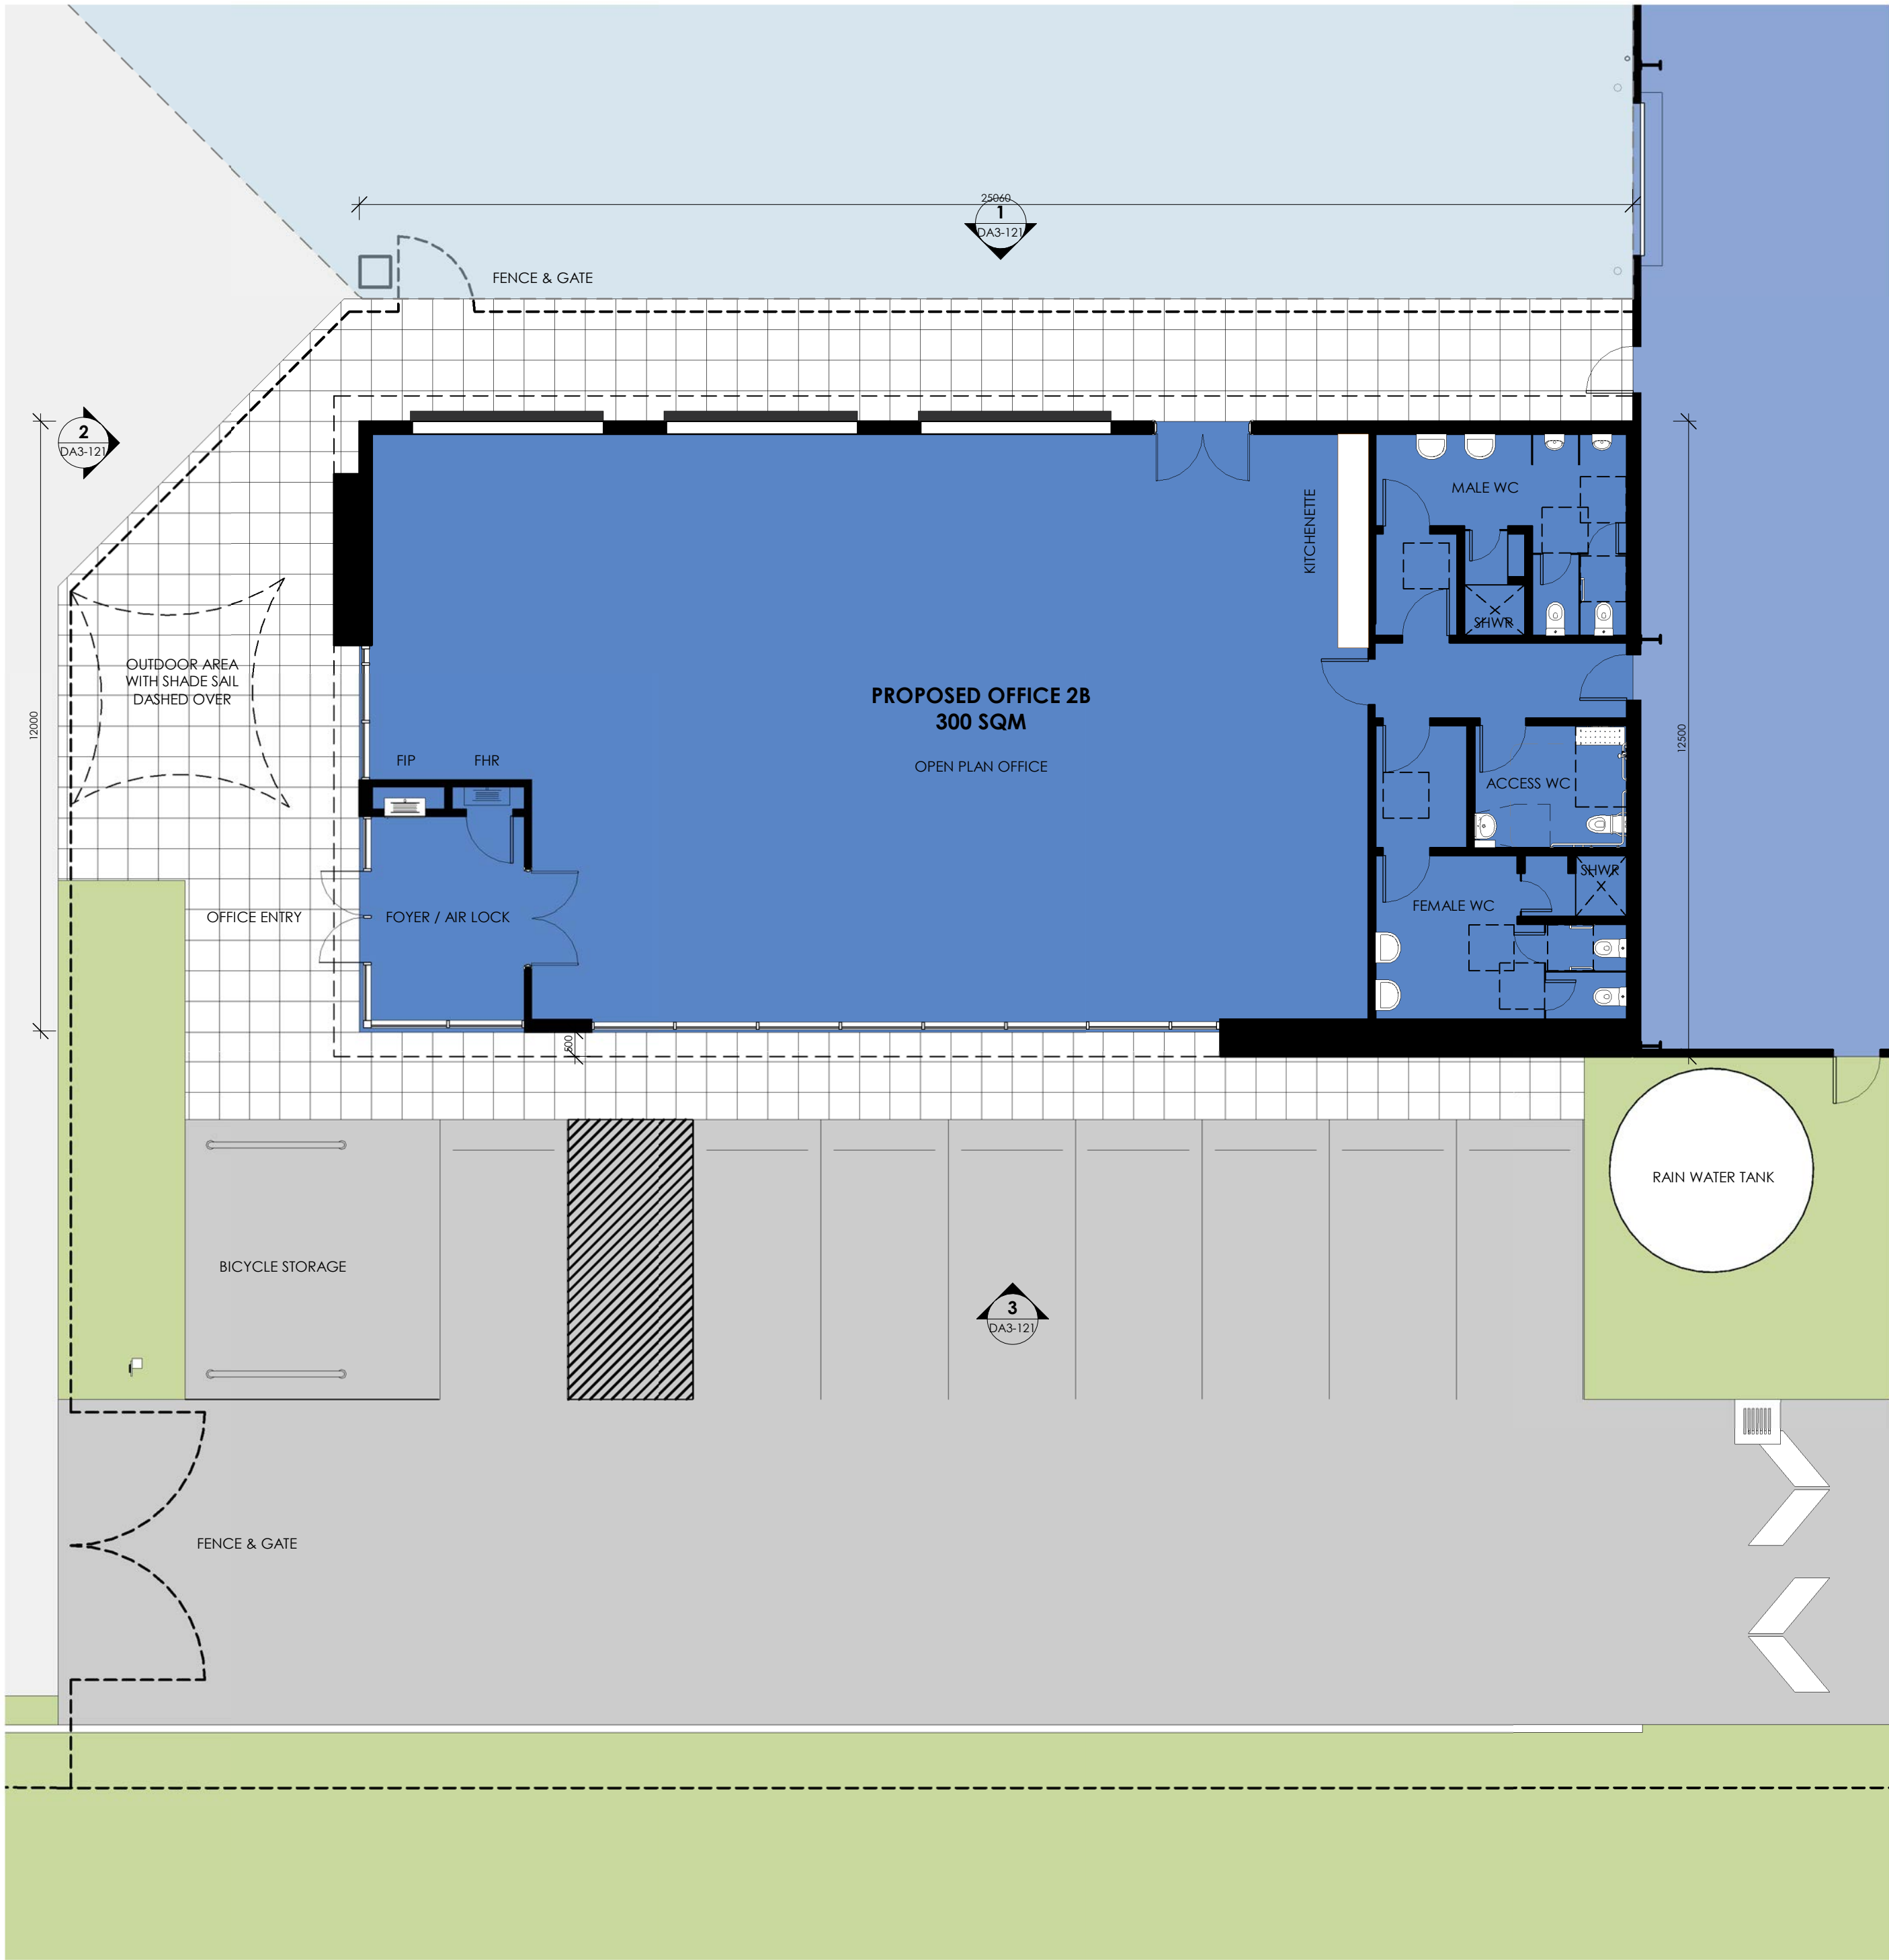 25060
1
DA3-121
FENCE & GATE
2
DA3-121
MALE WC
KITCHENETTE
SHWR
OUTDOOR AREA
WITH SHADE SAIL
DASHED OVER
PROPOSED OFFICE 2B
300 SQM
OPEN PLAN OFFICE
12000
12500
FIP
FHR
ACCESS WC
SHWR
FEMALE WC
OFFICE ENTRY
FOYER / AIR LOCK
500
RAIN WATER TANK
BICYCLE STORAGE
3
DA3-121
FENCE & GATE